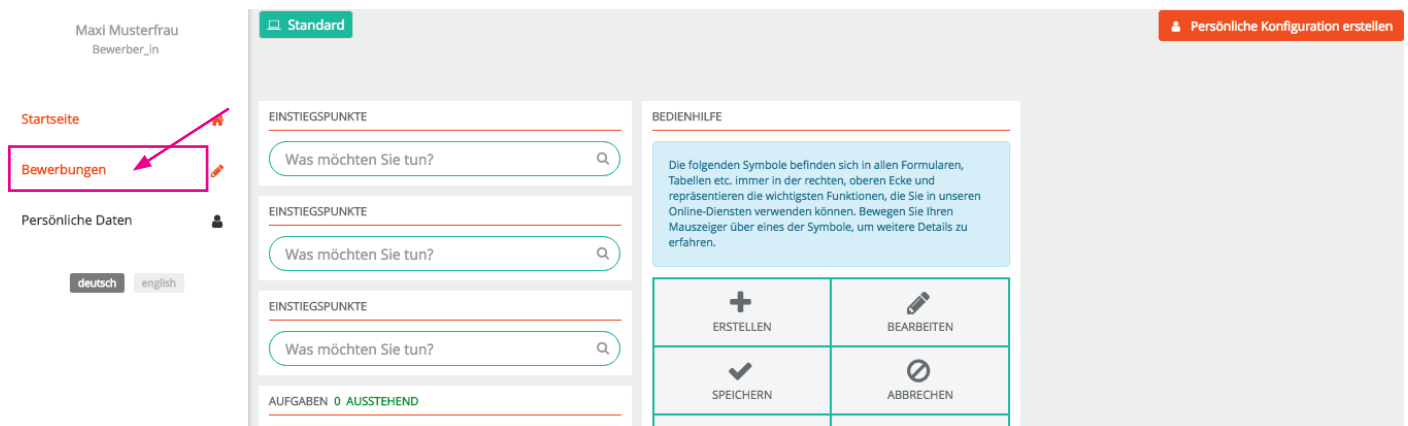 Maxi Musterfrau
Bewerber_in
Startseite
Bewerbungen
Persönliche Daten
deutsch english
Standard
Persönliche Konfiguration erstellen
EINSTIEGSPUNKTE
Was möchten Sie tun?
EINSTIEGSPUNKTE
Was möchten Sie tun?
EINSTIEGSPUNKTE
Was möchten Sie tun?
AUFGABEN 0 AUSSTEHEND
BEDIENHILFE
Die folgenden Symbole befinden sich in allen Formularen,
Tabellen etc. immer in der rechten, oberen Ecke und
repräsentieren die wichtigsten Funktionen, die Sie in unseren
Online-Diensten verwenden können. Bewegen Sie Ihren
Mauszeiger über eines der Symbole, um weitere Details zu
erfahren.
ERSTELLEN
BEARBEITEN
SPEICHERN
ABBRECHEN